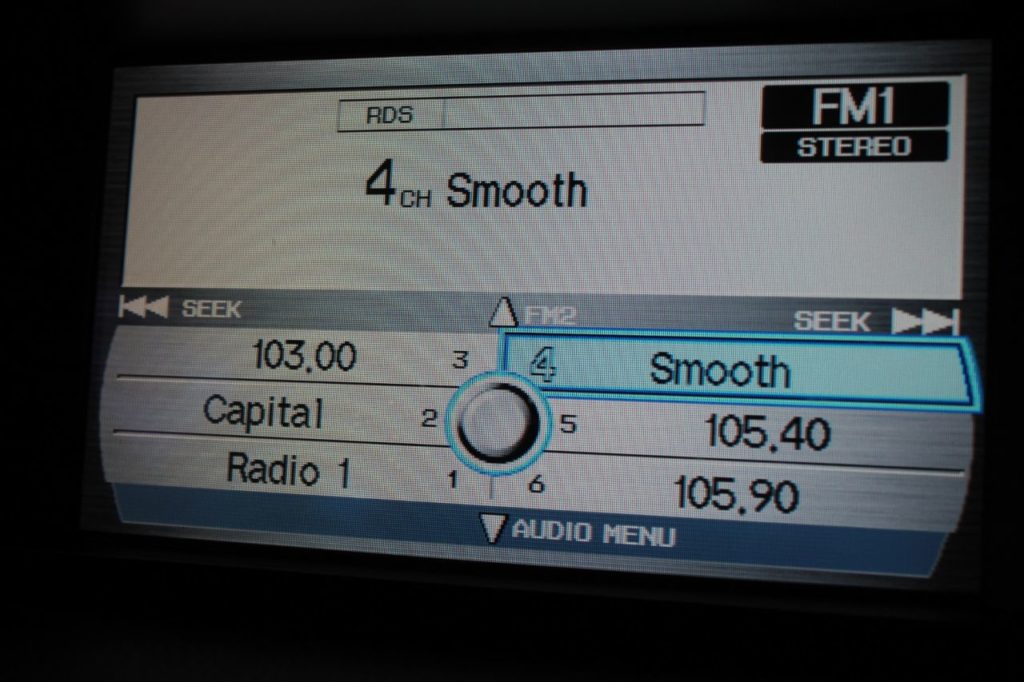 RDS
FM1
STEREO
4CH Smooth
SEEK
FM2
SEEK
103.00 3
4 Smooth
Capital 2
5 105.40
Radio 1 1
6 105.90
AUDIO MENU